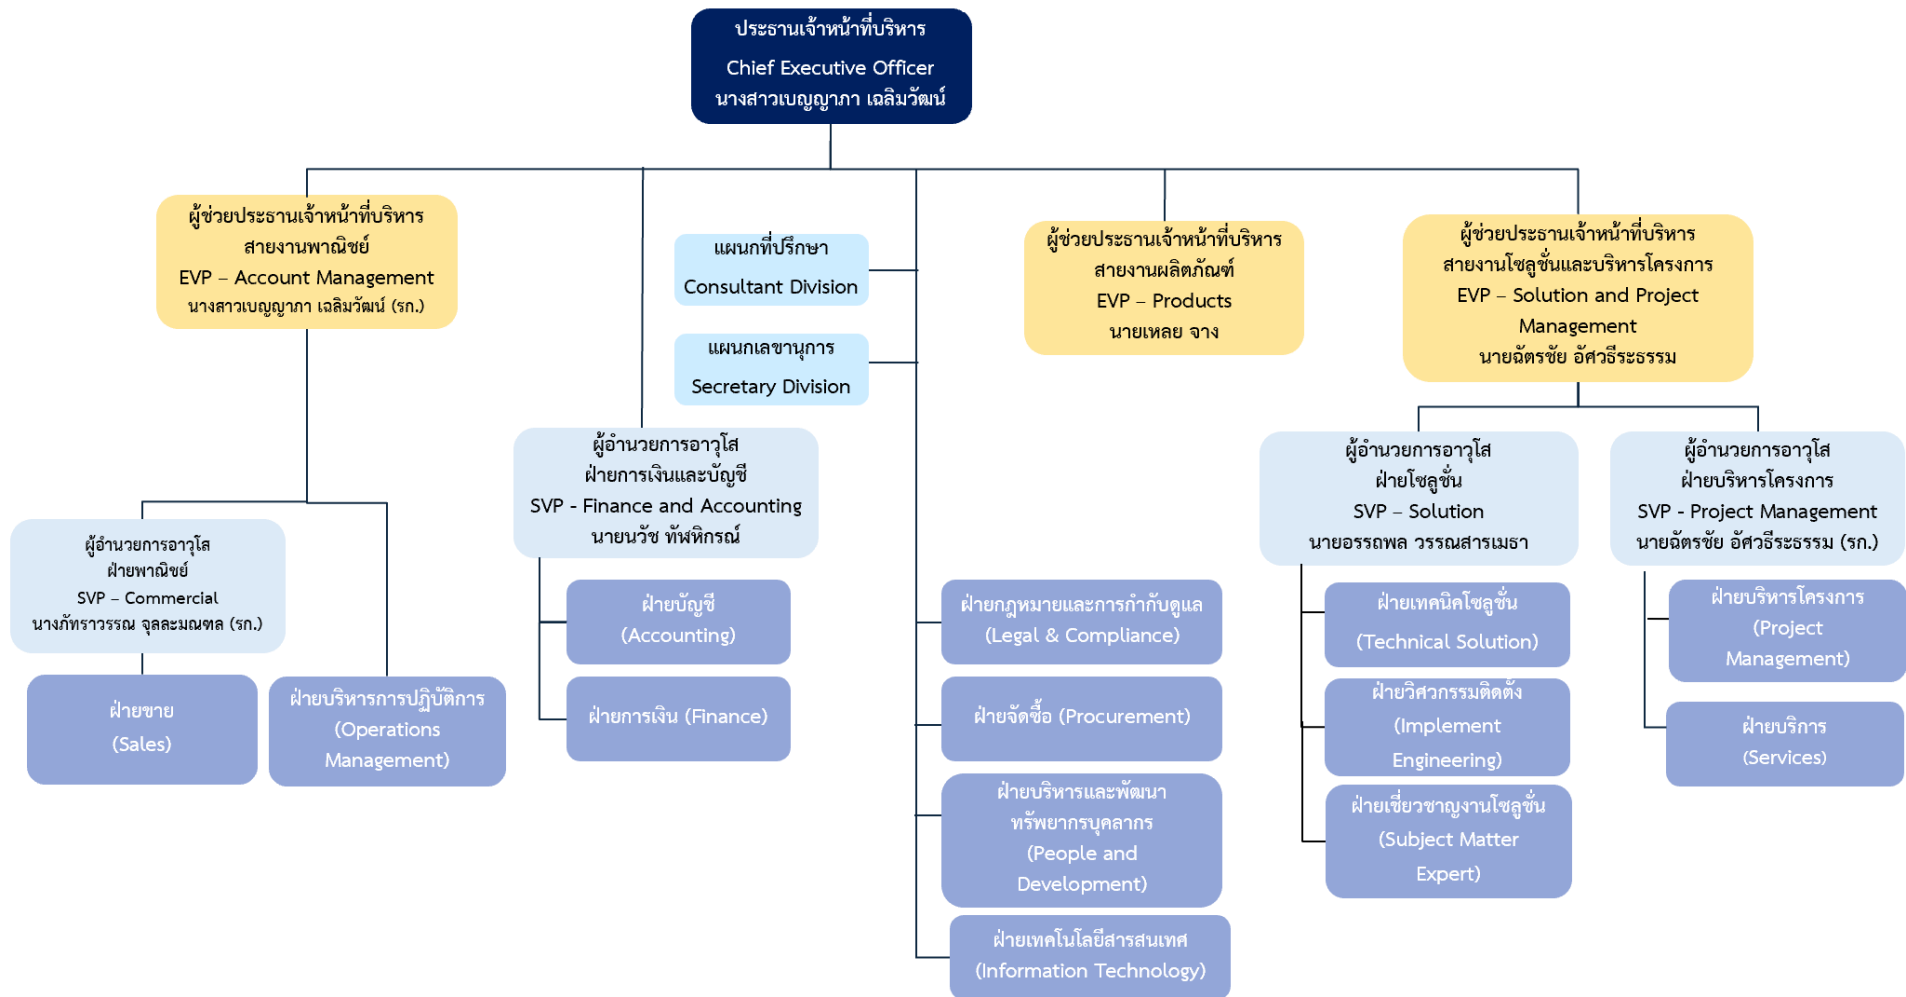 ประธานเจ้าหน้าที่บริหาร
Chief Executive Officer
นางสาวเบญญาภา เฉลิมวัฒน์
ผู้ช่วยประธานเจ้าหน้าที่บริหาร
สายงานพาณิชย์
EVP – Account Management
นางสาวเบญญาภา เฉลิมวัฒน์ (รก.)
แผนกที่ปรึกษา
Consultant Division
แผนกเลขานุการ
Secretary Division
ผู้ช่วยประธานเจ้าหน้าที่บริหาร
สายงานผลิตภัณฑ์
EVP – Products
นายเหลย จาง
ผู้ช่วยประธานเจ้าหน้าที่บริหาร
สายงานโซลูชั่นและบริหารโครงการ
EVP – Solution and Project
Management
นายฉัตรชัย อัศวธีระธรรม
ผู้อำนวยการอาวุโส
ฝ่ายพาณิชย์
SVP – Commercial
นางภัทราวรรณ จุลละมณฑล (รก.)
ฝ่ายขาย
(Sales)
ฝ่ายบริหารการปฏิบัติการ
(Operations
Management)
ผู้อำนวยการอาวุโส
ฝ่ายการเงินและบัญชี
SVP - Finance and Accounting
นายนวัช ทัฬหิกรณ์
ฝ่ายบัญชี
(Accounting)
ฝ่ายการเงิน (Finance)
ฝ่ายกฎหมายและการกำกับดูแล
(Legal & Compliance)
ฝ่ายจัดซื้อ (Procurement)
ฝ่ายบริหารและพัฒนา
ทรัพยากรบุคลากร
(People and
Development)
ฝ่ายเทคโนโลยีสารสนเทศ
(Information Technology)
ผู้อำนวยการอาวุโส
ฝ่ายโซลูชั่น
SVP – Solution
นายอรรถพล วรรณสารเมธา
ฝ่ายเทคนิคโซลูชั่น
(Technical Solution)
ฝ่ายวิศวกรรมติดตั้ง
(Implement
Engineering)
ฝ่ายเชี่ยวชาญงานโซลูชั่น
(Subject Matter
Expert)
ผู้อำนวยการอาวุโส
ฝ่ายบริหารโครงการ
SVP - Project Management
นายฉัตรชัย อัศวธีระธรรม (รก.)
ฝ่ายบริหารโครงการ
(Project
Management)
ฝ่ายบริการ
(Services)